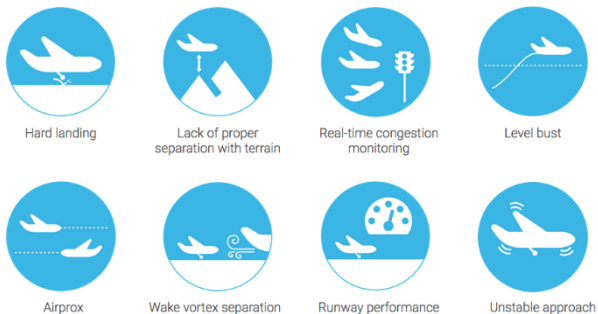 Hard landing
Lack of proper
separation with terrain
Real-time congestion
monitoring
Level bust
Airprox
Wake vortex separation
Runway performance
Unstable approach